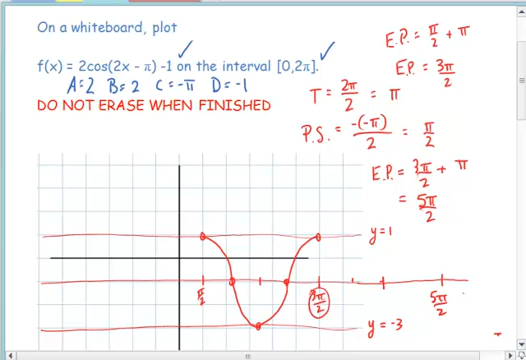 On a whiteboard, plot
f(x) = 2cos(2x - π) -1 on the interval [0,2π].
A=2 B=2 C=-π D=-1
DO NOT ERASE WHEN FINISHED
E.P.= π/2 + π
E.P.= 3π/2
T = 2π/2 = π
P.S. = -(-π)/2 = π/2
E.P.= 3π/2 + π
= 5π/2
y=1
π/2
3π/2
5π/2
y=-3